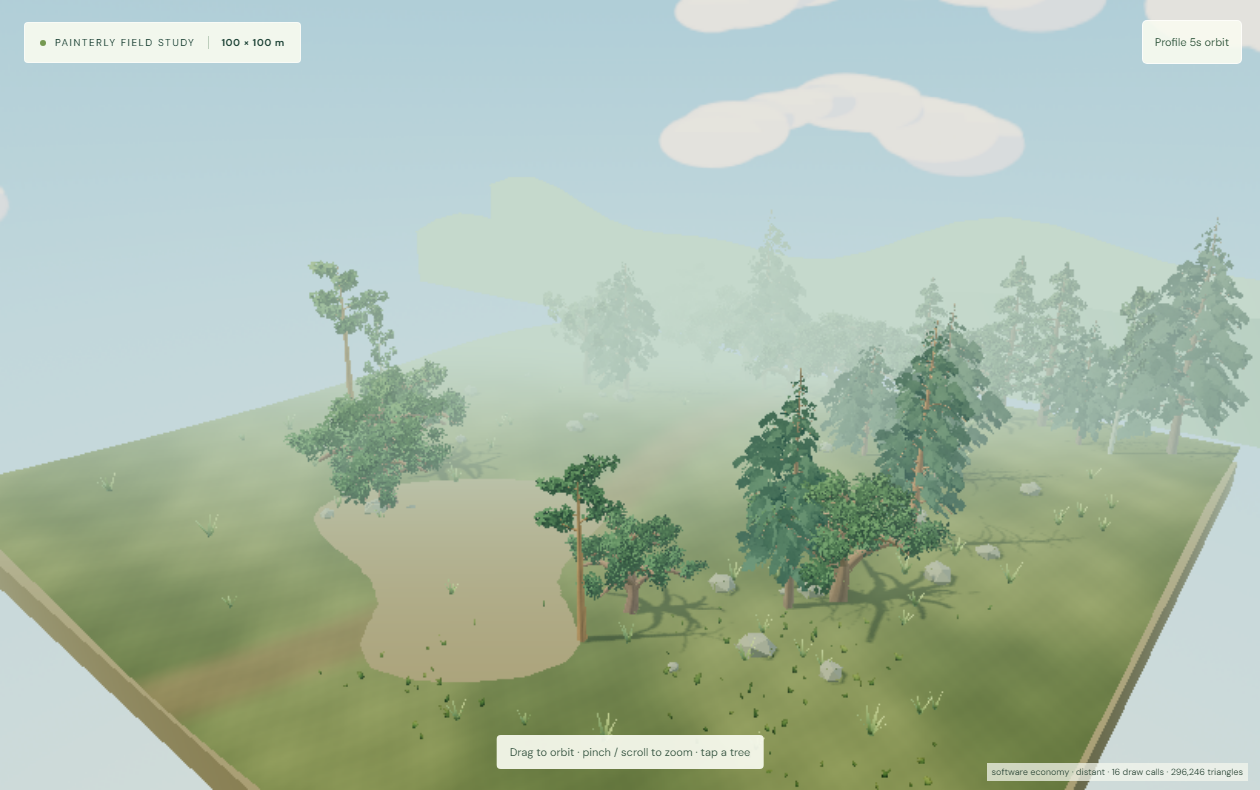 PAINTERLY FIELD STUDY 100 × 100 m
Profile 5s orbit
Drag to orbit · pinch / scroll to zoom · tap a tree
software economy · distant · 16 draw calls · 296,246 triangles